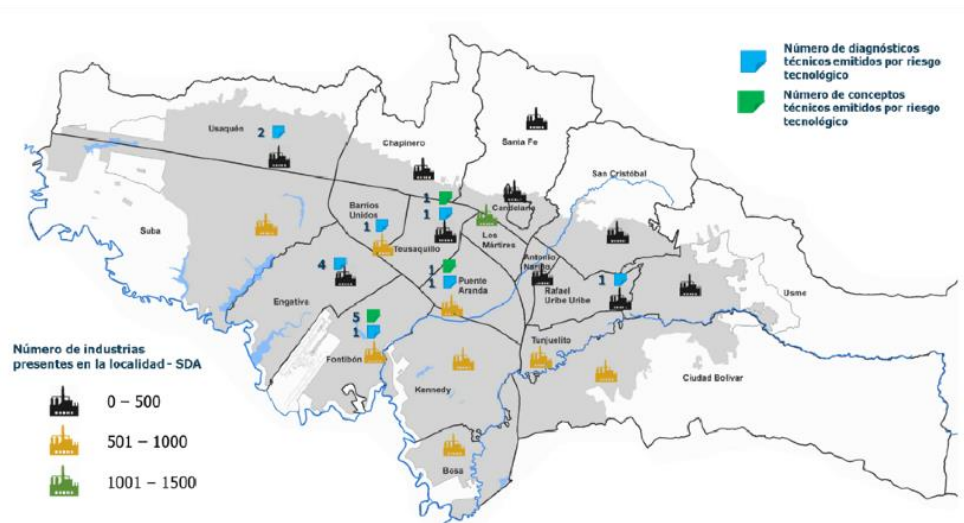 Número de diagnósticos
técnicos emitidos por riesgo
tecnológico
Número de conceptos
técnicos emitidos por riesgo
tecnológico
Usaquén
2
Chapinero
Santa Fe
San Cristóbal
Candelaria
Suba
Barrios
Unidos
1
1
1
Teusaquillo
Los
Mártires
Antonio
Nariño
4
1
1
Puente
Aranda
Rafael
Uribe Uribe
1
Usme
Engativa
5
1
Fontibón
Tunjuelito
Ciudad Bolivar
Kennedy
Bosa
Número de industrias
presentes en la localidad - SDA
0 – 500
501 – 1000
1001 – 1500